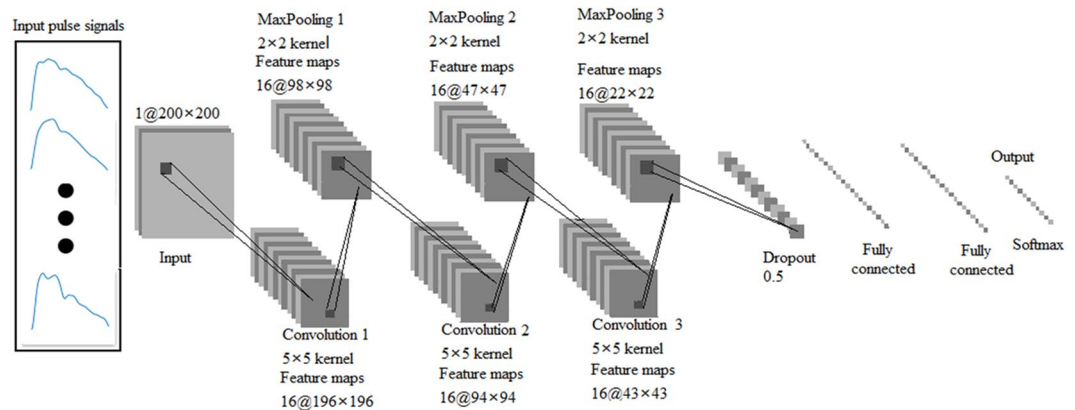 Input pulse signals
1@200×200
Input
MaxPooling 1
2×2 kernel
Feature maps
16@98×98
Convolution 1
5×5 kernel
Feature maps
16@196×196
MaxPooling 2
2×2 kernel
Feature maps
16@47×47
Convolution 2
5×5 kernel
Feature maps
16@94×94
MaxPooling 3
2×2 kernel
Feature maps
16@22×22
Convolution 3
5×5 kernel
Feature maps
16@43×43
Dropout
0.5
Fully
connected
Fully
connected
Output
Softmax